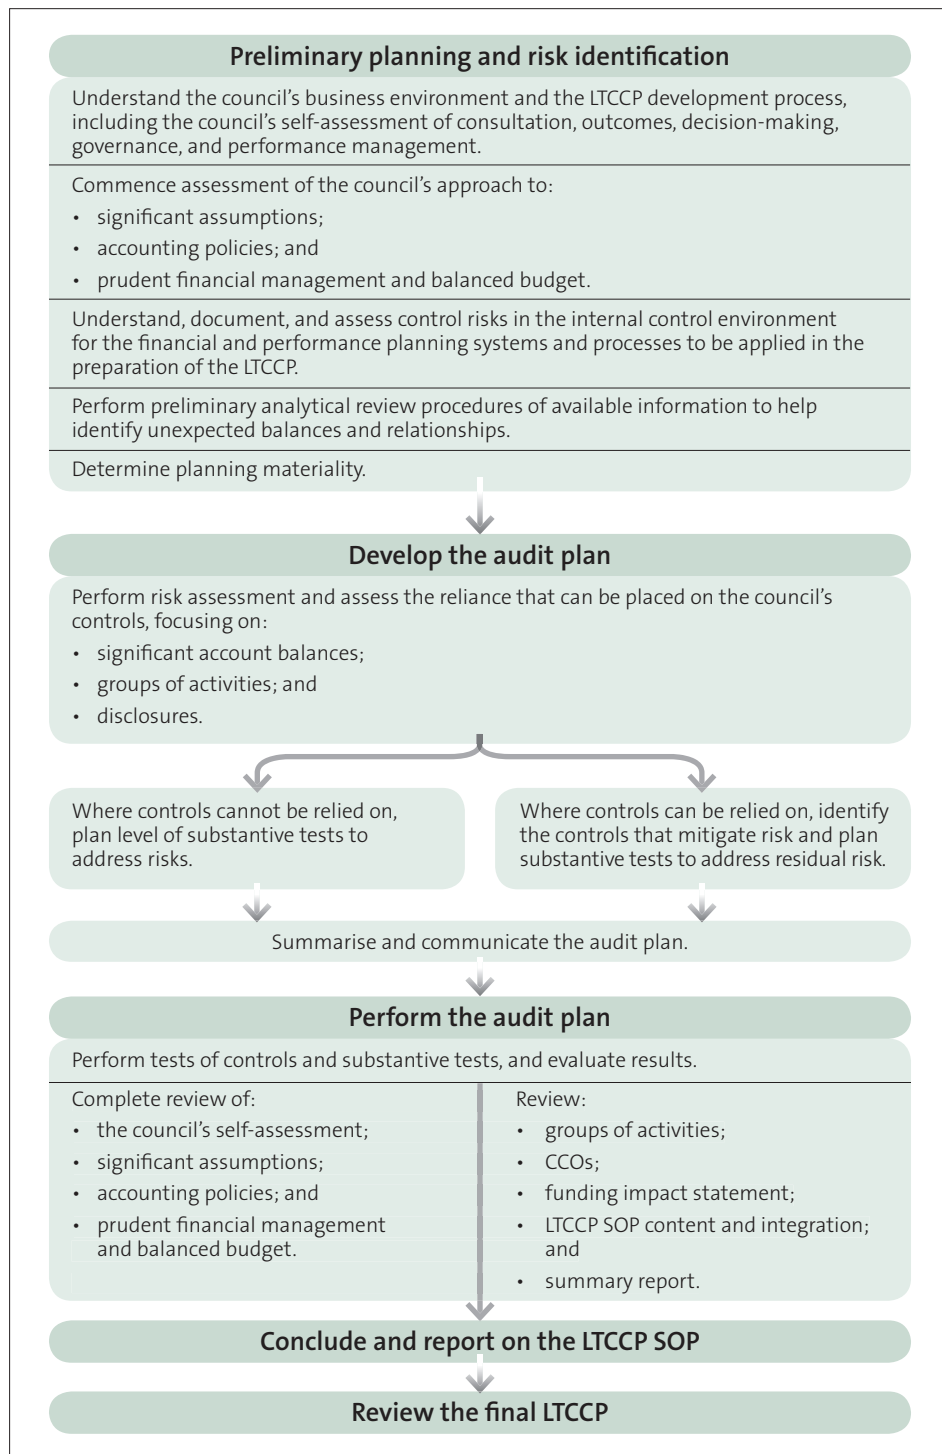 Preliminary planning and risk identification
Understand the council's business environment and the LTCCP development process,
including the council's self-assessment of consultation, outcomes, decision-making,
governance, and performance management.
Commence assessment of the council's approach to:
• significant assumptions;
• accounting policies; and
• prudent financial management and balanced budget.
Understand, document, and assess control risks in the internal control environment
for the financial and performance planning systems and processes to be applied in the
preparation of the LTCCP.
Perform preliminary analytical review procedures of available information to help
identify unexpected balances and relationships.
Determine planning materiality.
Develop the audit plan
Perform risk assessment and assess the reliance that can be placed on the council's
controls, focusing on:
• significant account balances;
• groups of activities; and
• disclosures.
Where controls cannot be relied on,
plan level of substantive tests to
address risks.
Where controls can be relied on, identify
the controls that mitigate risk and plan
substantive tests to address residual risk.
Summarise and communicate the audit plan.
Perform the audit plan
Perform tests of controls and substantive tests, and evaluate results.
Complete review of:
• the council's self-assessment;
• significant assumptions;
• accounting policies; and
• prudent financial management
and balanced budget.
Review:
• groups of activities;
• CCOs;
• funding impact statement;
• LTCCP SOP content and integration;
and
• summary report.
Conclude and report on the LTCCP SOP
Review the final LTCCP